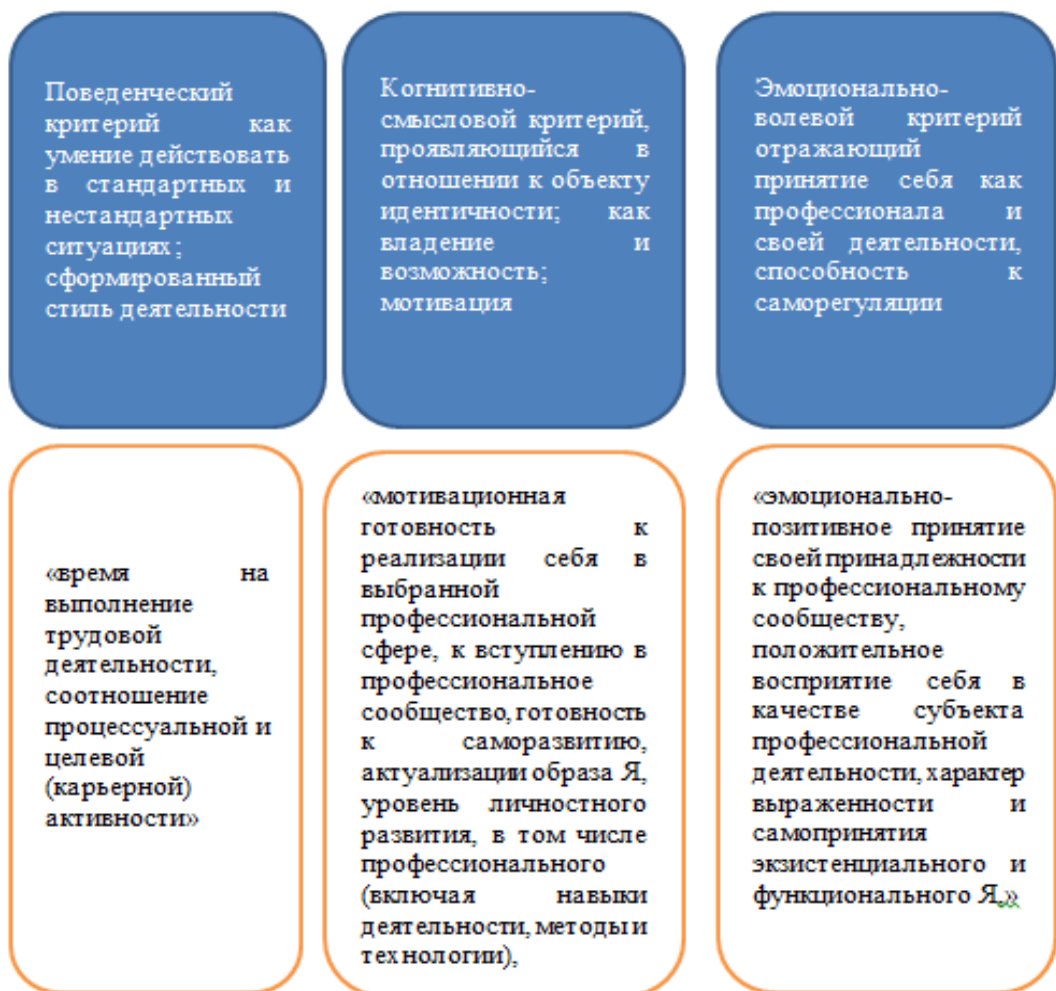 Поведенческий
критерий как
умение действовать
в стандартных и
нестандартных
ситуациях;
сформированный
стиль деятельности
Когнитивно-
смысловой критерий,
проявляющийся в
отношении к объекту
идентичности; как
владение и
возможность;
мотивация
Эмоционально-
волевой критерий
отражающий
принятие себя как
профессионала и
своей деятельности,
способность к
саморегуляции
«время на
выполнение
трудовой
деятельности,
соотношение
процессуальной и
целевой
(карьерной)
активности»
«мотивационная
готовность к
реализации себя в
выбранной
профессиональной
сфере, к вступлению в
профессиональное
сообщество, готовность
к саморазвитию,
актуализации образа Я,
уровень личностного
развития, в том числе
профессионального
(включая навыки
деятельности, методы и
технологии),
«эмоционально-
позитивное принятие
своей принадлежности
к профессиональному
сообществу,
положительное
восприятие себя в
качестве субъекта
профессиональной
деятельности, характер
выраженности и
самопринятия
экзистенциального и
функционального Я,»